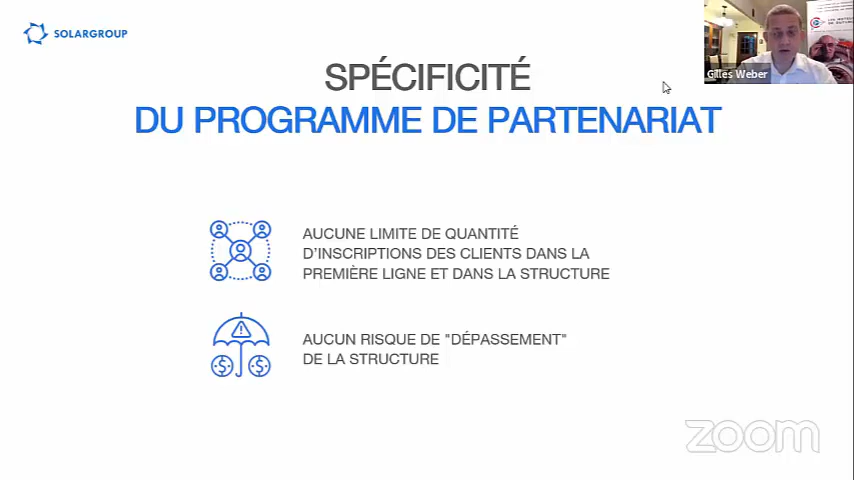 SOLARGROUP
Gilles Weber
SPÉCIFICITÉ
DU PROGRAMME DE PARTENARIAT
AUCUNE LIMITE DE QUANTITÉ
D'INSCRIPTIONS DES CLIENTS DANS LA
PREMIÈRE LIGNE ET DANS LA STRUCTURE
AUCUN RISQUE DE "DÉPASSEMENT"
DE LA STRUCTURE
zoom